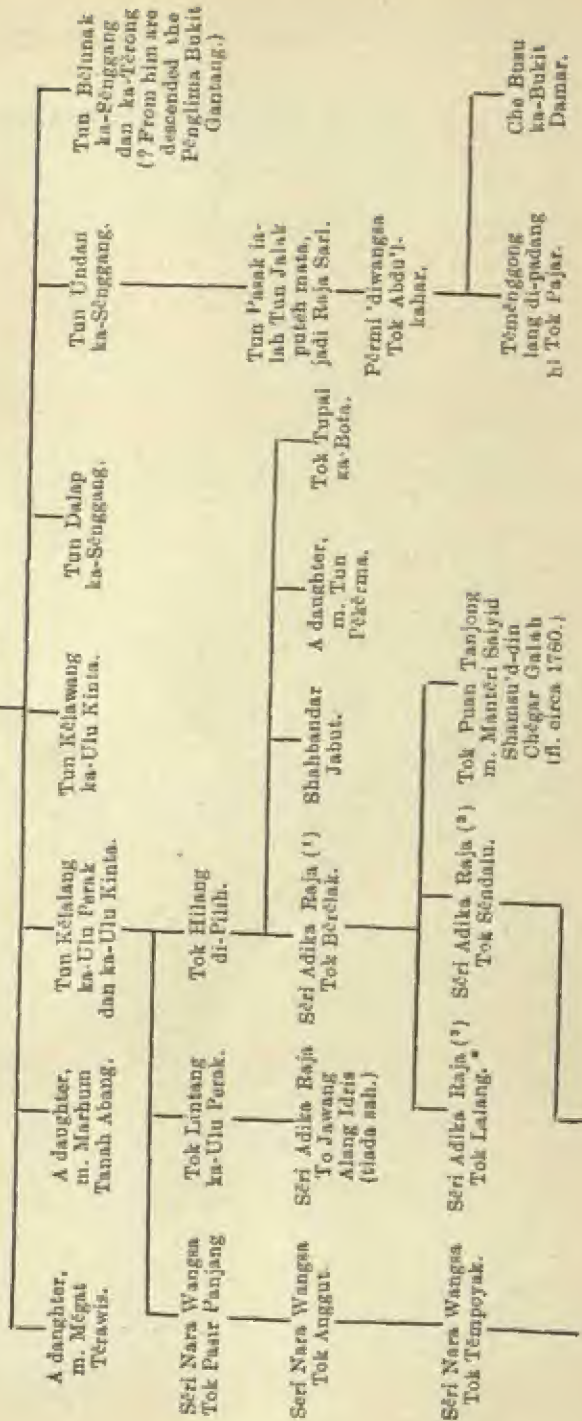 A daughter,
m. Mĕgat
Tĕrawis.
A daughter,
m. Marhum
Tanah Abang.
Tun Kĕlalang
ka-Ulu Perak
dan ka-Ulu Kinta.
Tun Kĕlawang
ka-Ulu Kinta.
Tun Dalap
ka-Sĕnggang.
Tun Undan
ka-Sĕnggang.
Tun Bĕlunak
ka-Sĕnggang
dan ka-Tĕrong
(? From him are
descended the
Pĕnglima Bukit
Gantang.)
Sĕri Nara Wangsa
Tok Pasir Panjang
Tok Lintang
ka-Ulu Perak.
Tok Hilang
di-Pilih.
Tun Pasak ia-
lah Tun Jalak
puteh mata,
jadi Raja Sari.
Sĕri Nara Wangsa
Tok Anggut.
Sĕri Adika Raja
To Jawang
Alang Idris
(tiada sah.)
Sĕri Adika Raja (¹)
Tok Bĕrĕlak.
Shahbandar
Jabut.
A daughter,
m. Tun
Pĕkĕrma.
Tok Tupai
ka-Bota.
Pĕrmi 'diwangsa
Tok Abdu'l-
kahar.
Sĕri Nara Wangsa
Tok Tĕmpoyak.
Sĕri Adika Raja (³)
Tok Lalang.*
Sĕri Adika Raja (²)
Tok Sĕndalu.
Tok Puan Tanjong
m. Mantĕri Saiyid
Shamsu'd-din
Chĕgar Galah
(fl. circa 1760.)
Tĕmĕnggong
lang di-padang
hi Tok Pajar.
Che Busu
ka-Bukit
Damar.